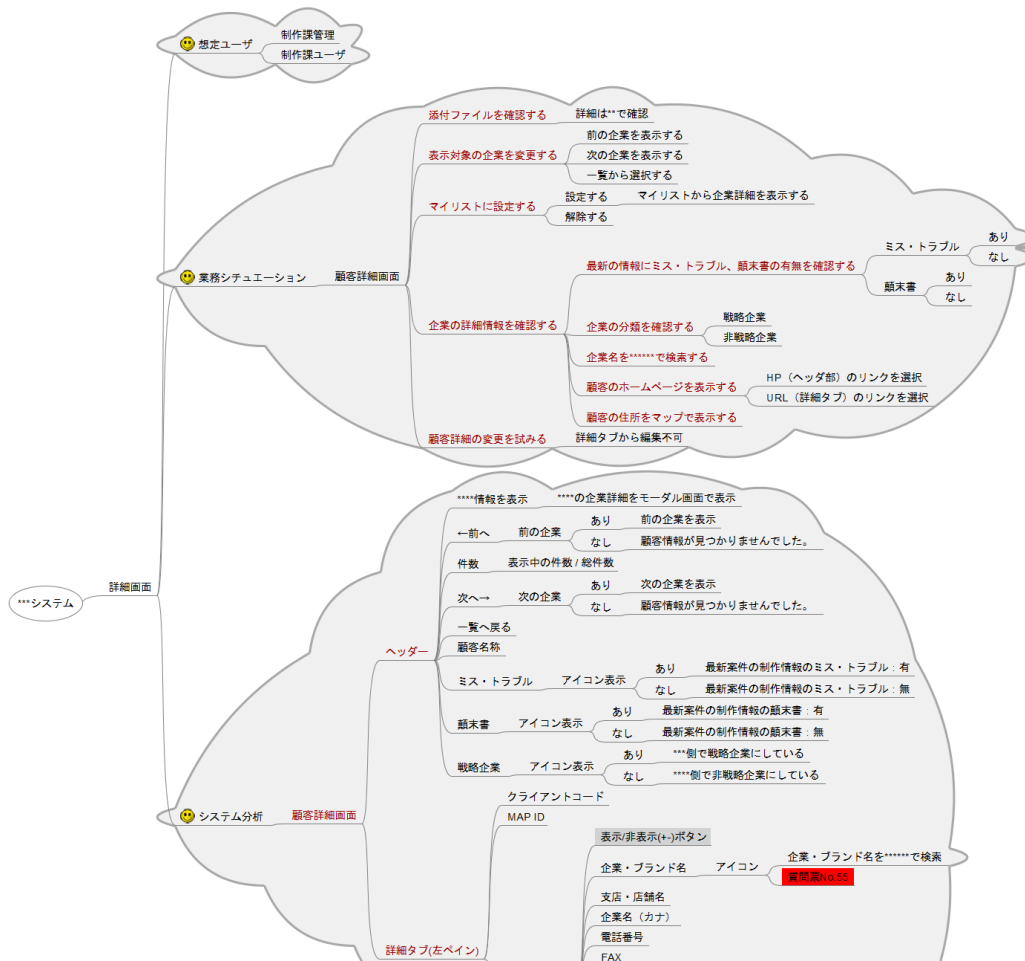 ***システム
詳細画面
想定ユーザ
制作課管理
制作課ユーザ
業務シチュエーション
顧客詳細画面
添付ファイルを確認する
詳細は**で確認
表示対象の企業を変更する
前の企業を表示する
次の企業を表示する
一覧から選択する
マイリストに設定する
設定する
マイリストから企業詳細を表示する
解除する
企業の詳細情報を確認する
最新の情報にミス・トラブル、顛末書の有無を確認する
ミス・トラブル
あり
なし
顛末書
あり
なし
企業の分類を確認する
戦略企業
非戦略企業
企業名を******で検索する
顧客のホームページを表示する
HP（ヘッダ部）のリンクを選択
URL（詳細タブ）のリンクを選択
顧客の住所をマップで表示する
顧客詳細の変更を試みる
詳細タブから編集不可
システム分析
顧客詳細画面
ヘッダー
****情報を表示
****の企業詳細をモーダル画面で表示
←前へ
前の企業
あり
前の企業を表示
なし
顧客情報が見つかりませんでした。
件数
表示中の件数 / 総件数
次へ→
次の企業
あり
次の企業を表示
なし
顧客情報が見つかりませんでした。
一覧へ戻る
顧客名称
ミス・トラブル
アイコン表示
あり
最新案件の制作情報のミス・トラブル：有
なし
最新案件の制作情報のミス・トラブル：無
顛末書
アイコン表示
あり
最新案件の制作情報の顛末書：有
なし
最新案件の制作情報の顛末書：無
戦略企業
アイコン表示
あり
***側で戦略企業にしている
なし
****側で非戦略企業にしている
詳細タブ(左ペイン)
クライアントコード
MAP ID
表示/非表示(+-)ボタン
企業・ブランド名
アイコン
企業・ブランド名を******で検索
質問票No.55
支店・店舗名
企業名（カナ）
電話番号
FAX